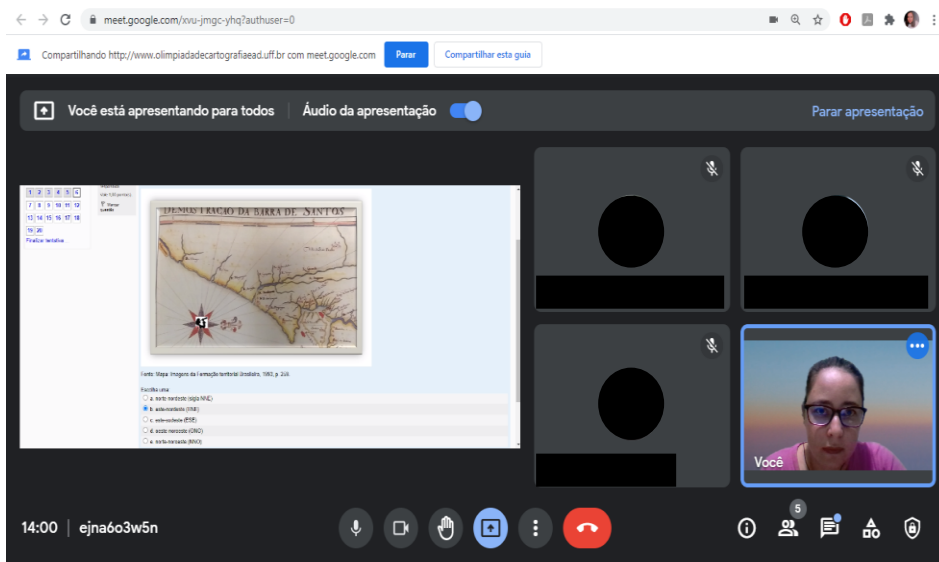 meet.google.com/xvu-jmgc-yhq?authuser=0
Compartilhando http://www.olimpiadadecartografiaead.uff.br com meet.google.com
Parar
Compartilhar esta guia
Você está apresentando para todos
Áudio da apresentação
Parar apresentação
1 2 3 4 5 6
7 8 9 10 11 12
13 14 15 16 17 18
19 20
Finalizar tentativa
DEMOSTRAÇÃO DA BARRA DE SANTOS
Fonte: Mapa: Imagens da Formação territorial Brasileira, 1993, p.
Escolha uma:
a. norte-nordeste (sigla NNE)
b. este-nordeste (ENE)
c. este-sudeste (ESE)
d. oeste-noroeste (ONO)
e. norte-noroeste (NNO)
Você
14:00
ejna6o3w5n
5